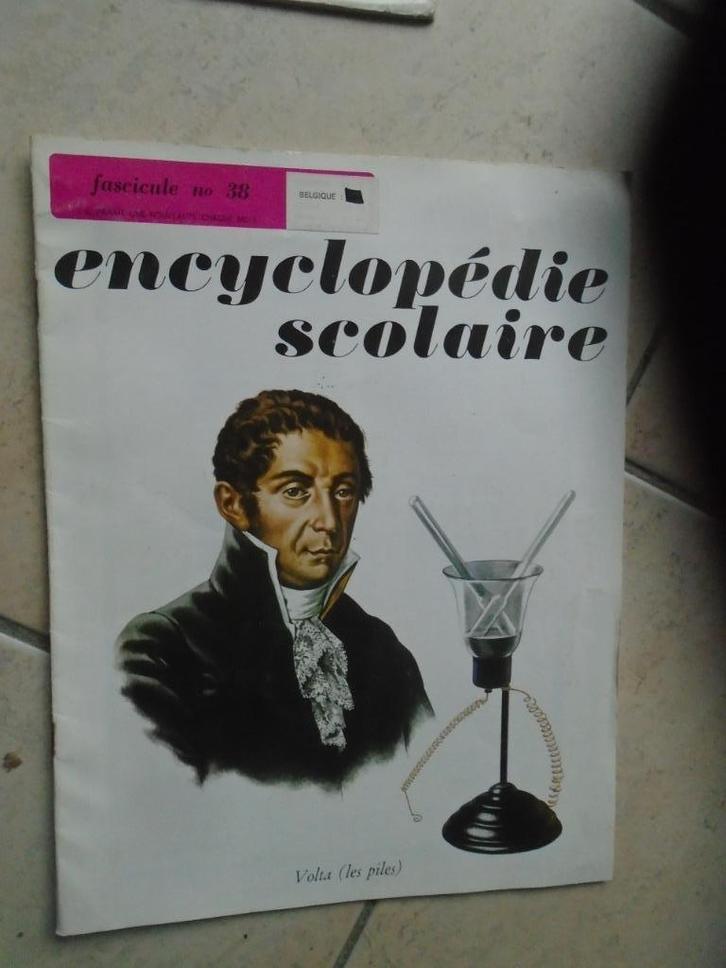 fascicule no 38
BELGIQUE :
encyclopédie
scolaire
Volta (les piles)